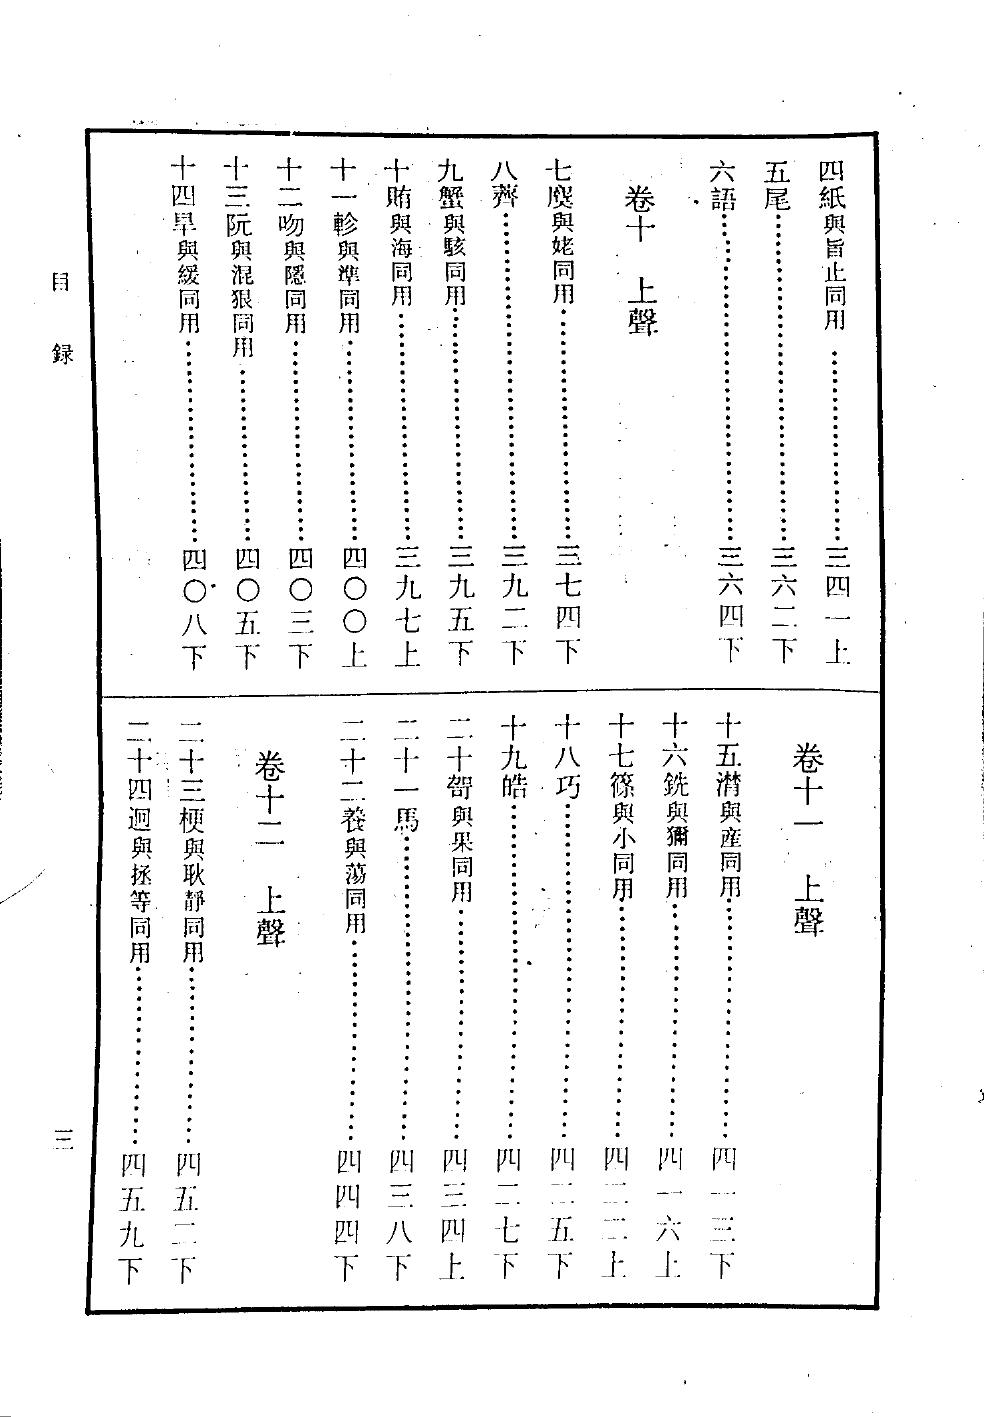 四紙與旨止同用……三四一上
五尾……三六二下
六語……三六四下
卷十　上聲
七麌與姥同用……三七四下
八薺……三九二下
九蟹與駭同用……三九五下
十賄與海同用……三九七上
十一軫與準同用……四〇〇上
十二吻與隱同用……四〇三下
十三阮與混很同用……四〇五下
十四旱與緩同用……四〇八下
卷十一　上聲
十五潸與産同用……四一三下
十六銑與獮同用……四一六上
十七篠與小同用……四二二上
十八巧……四二五下
十九皓……四二七下
二十哿與果同用……四三四上
二十一馬……四三八下
二十二養與蕩同用……四四四下
卷十二　上聲
二十三梗與耿靜同用……四五二下
二十四迥與拯等同用……四五九下
目録
三